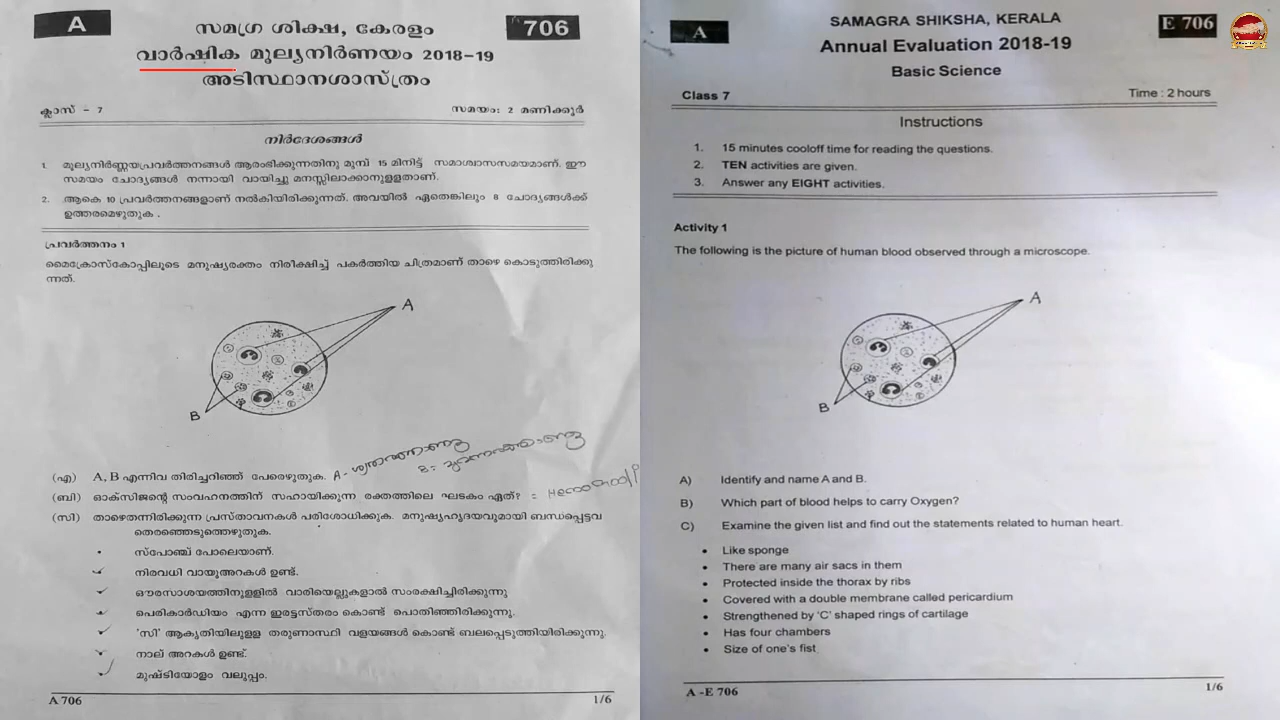 A
സമഗ്ര ശിക്ഷ, കേരളം
706
വാർഷിക മൂല്യനിർണയം 2018-19
അടിസ്ഥാനശാസ്ത്രം
ക്ലാസ് - 7
സമയം: 2 മണിക്കൂർ
നിർദേശങ്ങൾ
1. മൂല്യനിർണ്ണയപ്രവർത്തനങ്ങൾ ആരംഭിക്കുന്നതിനു മുമ്പ് 15 മിനിട്ട് സമാശ്വാസസമയമാണ്. ഈ
സമയം ചോദ്യങ്ങൾ നന്നായി വായിച്ചു മനസ്സിലാക്കാനുള്ളതാണ്.
2. ആകെ 10 പ്രവർത്തനങ്ങളാണ് നൽകിയിരിക്കുന്നത്. അവയിൽ ഏതെങ്കിലും 8 ചോദ്യങ്ങൾക്ക്
ഉത്തരമെഴുതുക .
പ്രവർത്തനം 1
മൈക്രോസ്കോപ്പിലൂടെ മനുഷ്യരക്തം നിരീക്ഷിച്ച് പകർത്തിയ ചിത്രമാണ് താഴെ കൊടുത്തിരിക്കു
ന്നത്.
A
B
(എ) A, B എന്നിവ തിരിച്ചറിഞ്ഞ് പേരെഴുതുക.
(ബി) ഓക്സിജന്റെ സംവഹനത്തിന് സഹായിക്കുന്ന രക്തത്തിലെ ഘടകം ഏത്?
(സി) താഴെതന്നിരിക്കുന്ന പ്രസ്താവനകൾ പരിശോധിക്കുക. മനുഷ്യഹൃദയവുമായി ബന്ധപ്പെട്ടവ
തെരഞ്ഞെടുത്തെഴുതുക.
• സ്പോഞ്ച് പോലെയാണ്.
നിരവധി വായുഅറകൾ ഉണ്ട്.
ഔരസാശയത്തിനുള്ളിൽ വാരിയെല്ലുകളാൽ സംരക്ഷിച്ചിരിക്കുന്നു
പെരികാർഡിയം എന്ന ഇരട്ടസ്തരം കൊണ്ട് പൊതിഞ്ഞിരിക്കുന്നു.
'സി' ആകൃതിയിലുള്ള തരുണാസ്ഥി വളയങ്ങൾ കൊണ്ട് ബലപ്പെടുത്തിയിരിക്കുന്നു.
നാല് അറകൾ ഉണ്ട്.
മുഷ്ടിയോളം വലുപ്പം.
A 706
1/6
A
SAMAGRA SHIKSHA, KERALA
E 706
Annual Evaluation 2018-19
Basic Science
Class 7
Time : 2 hours
Instructions
1. 15 minutes cooloff time for reading the questions.
2. TEN activities are given.
3. Answer any EIGHT activities.
Activity 1
The following is the picture of human blood observed through a microscope.
A
B
A) Identify and name A and B.
B) Which part of blood helps to carry Oxygen?
C) Examine the given list and find out the statements related to human heart.
• Like sponge
• There are many air sacs in them
• Protected inside the thorax by ribs
• Covered with a double membrane called pericardium
• Strengthened by 'C' shaped rings of cartilage
• Has four chambers
• Size of one's fist
A -E 706
1/6